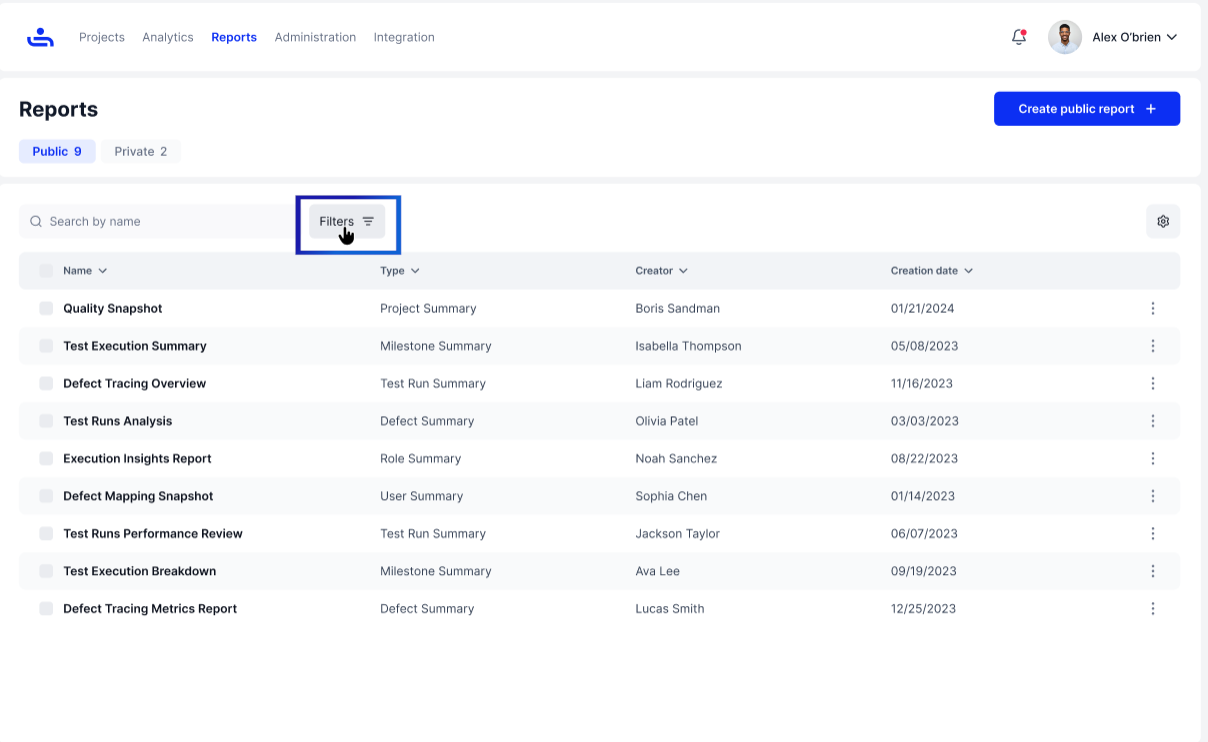 Projects Analytics Reports Administration Integration Alex O'brien
Reports Create public report +
Public 9 Private 2
Search by name Filters
Name Type Creator Creation date
Quality Snapshot Project Summary Boris Sandman 01/21/2024
Test Execution Summary Milestone Summary Isabella Thompson 05/08/2023
Defect Tracing Overview Test Run Summary Liam Rodriguez 11/16/2023
Test Runs Analysis Defect Summary Olivia Patel 03/03/2023
Execution Insights Report Role Summary Noah Sanchez 08/22/2023
Defect Mapping Snapshot User Summary Sophia Chen 01/14/2023
Test Runs Performance Review Test Run Summary Jackson Taylor 06/07/2023
Test Execution Breakdown Milestone Summary Ava Lee 09/19/2023
Defect Tracing Metrics Report Defect Summary Lucas Smith 12/25/2023